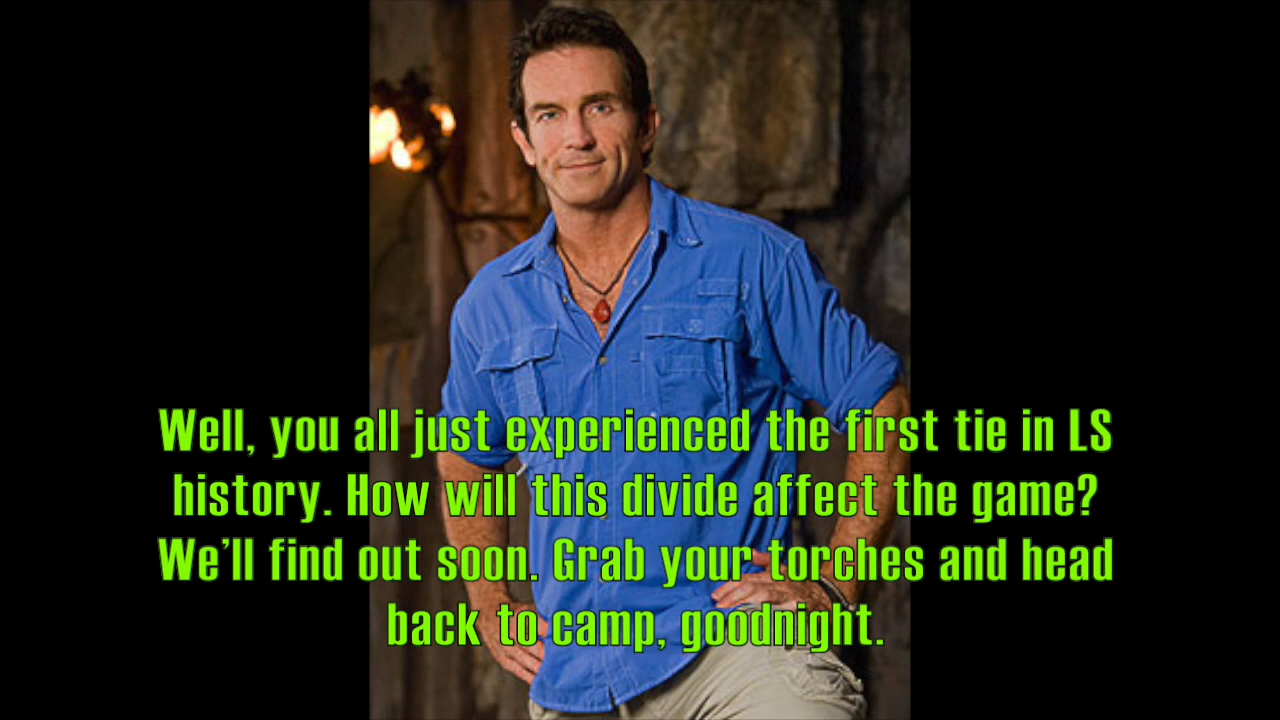 Well, you all just experienced the first tie in LS
history. How will this divide affect the game?
We’ll find out soon. Grab your torches and head
back to camp, goodnight.